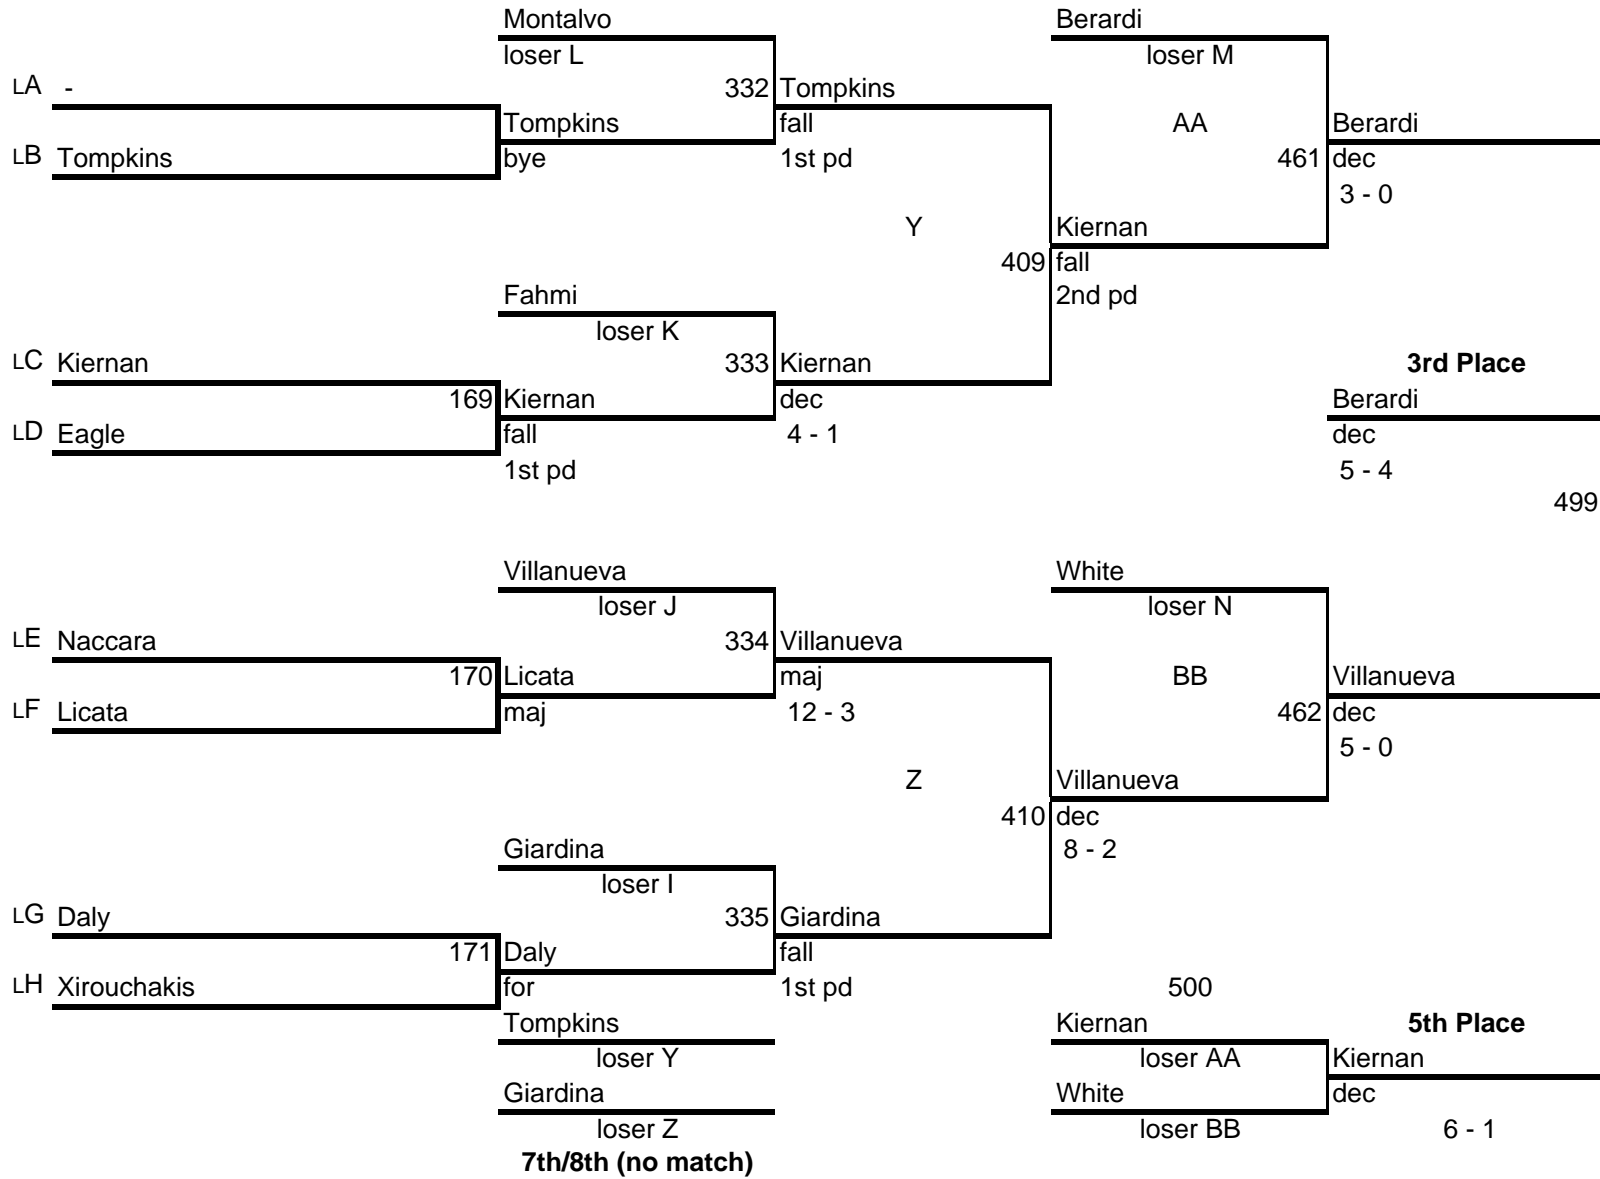 Montalvo Berardi
loser L loser M
LA - 332 Tompkins
Tompkins fall AA Berardi
LB Tompkins bye 1st pd 461 dec
3 - 0
Y Kiernan
409 fall
Fahmi 2nd pd
loser K
LC Kiernan 333 Kiernan 3rd Place
169 Kiernan dec Berardi
LD Eagle fall 4 - 1 dec
1st pd 5 - 4
499
Villanueva White
loser J loser N
LE Naccara 334 Villanueva
170 Licata maj BB Villanueva
LF Licata maj 12 - 3 462 dec
5 - 0
Z Villanueva
410 dec
Giardina 8 - 2
loser I
LG Daly 335 Giardina
171 Daly fall
LH Xirouchakis for 1st pd 500
Tompkins Kiernan 5th Place
loser Y loser AA Kiernan
Giardina White dec
loser Z loser BB 6 - 1
7th/8th (no match)